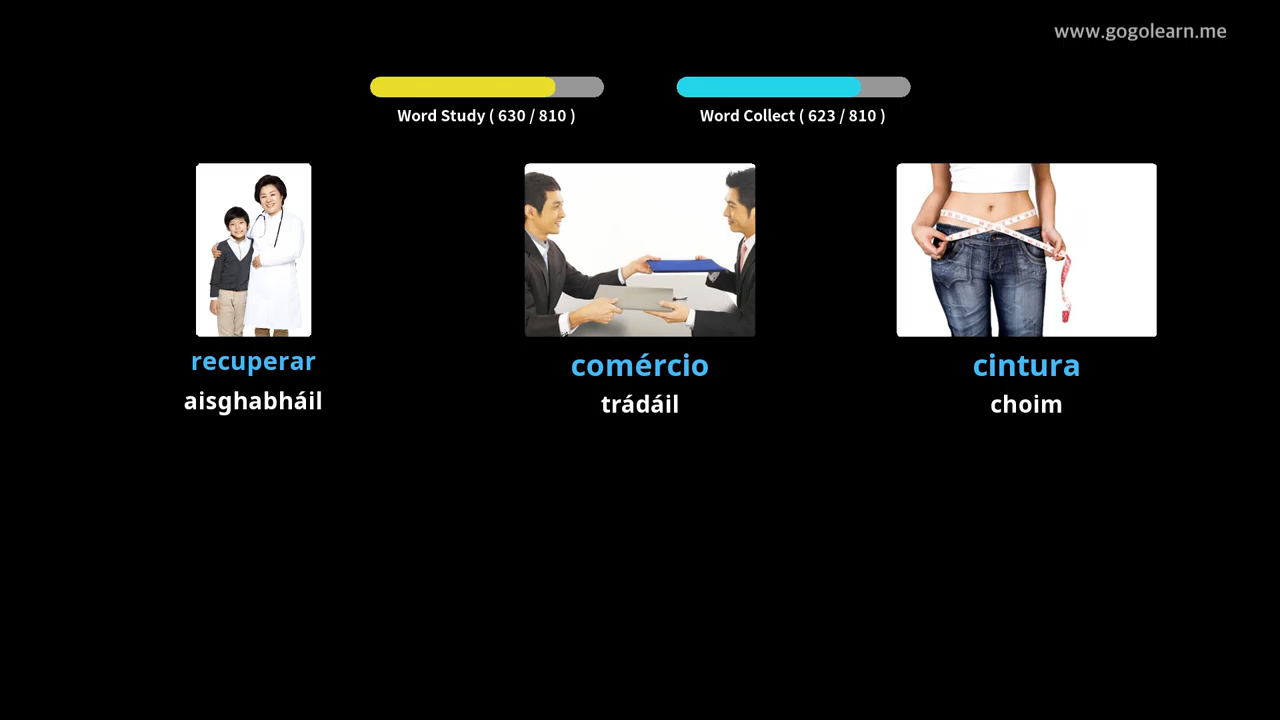 www.gogolearn.me
Word Study ( 630 / 810 )
Word Collect ( 623 / 810 )
recuperar
aisghabháil
comércio
trádáil
cintura
choim